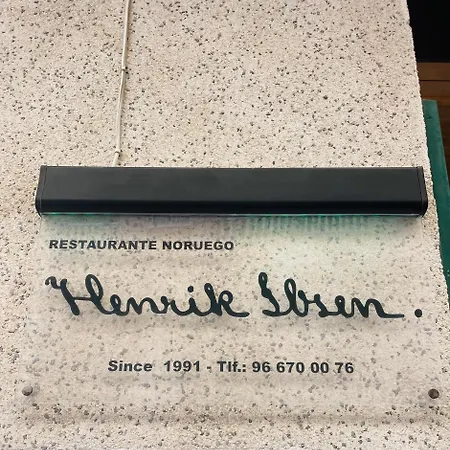 RESTAURANTE NORUEGO
Henrik Ibsen.
Since 1991 - Tlf.: 96 670 00 76